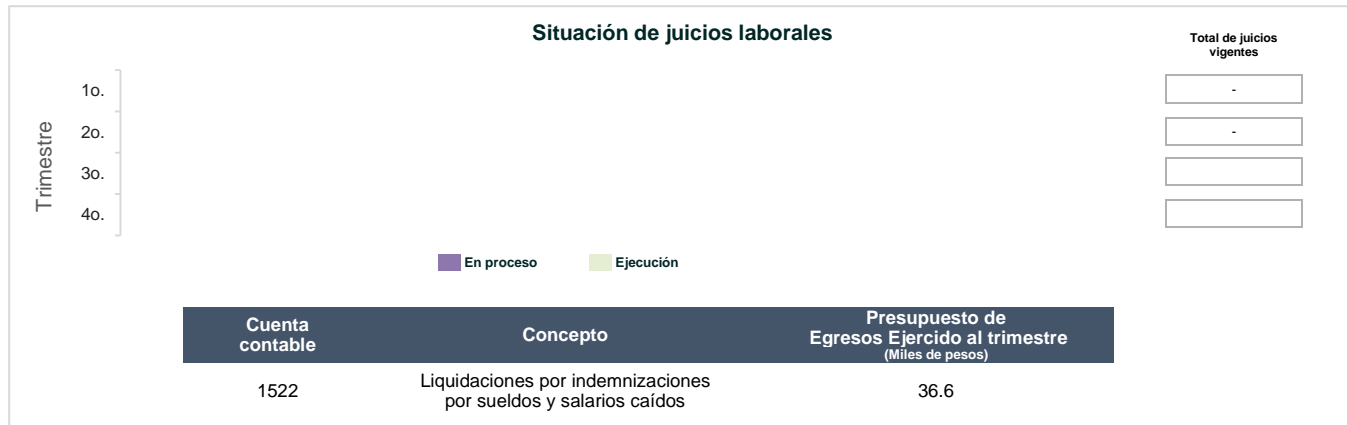 Situación de juicios laborales
Total de juicios
vigentes
Trimestre
1o.
-
2o.
-
3o.
4o.
En proceso
Ejecución
Cuenta
contable
Concepto
Presupuesto de
Egresos Ejercido al trimestre
(Miles de pesos)
1522
Liquidaciones por indemnizaciones
por sueldos y salarios caídos
36.6